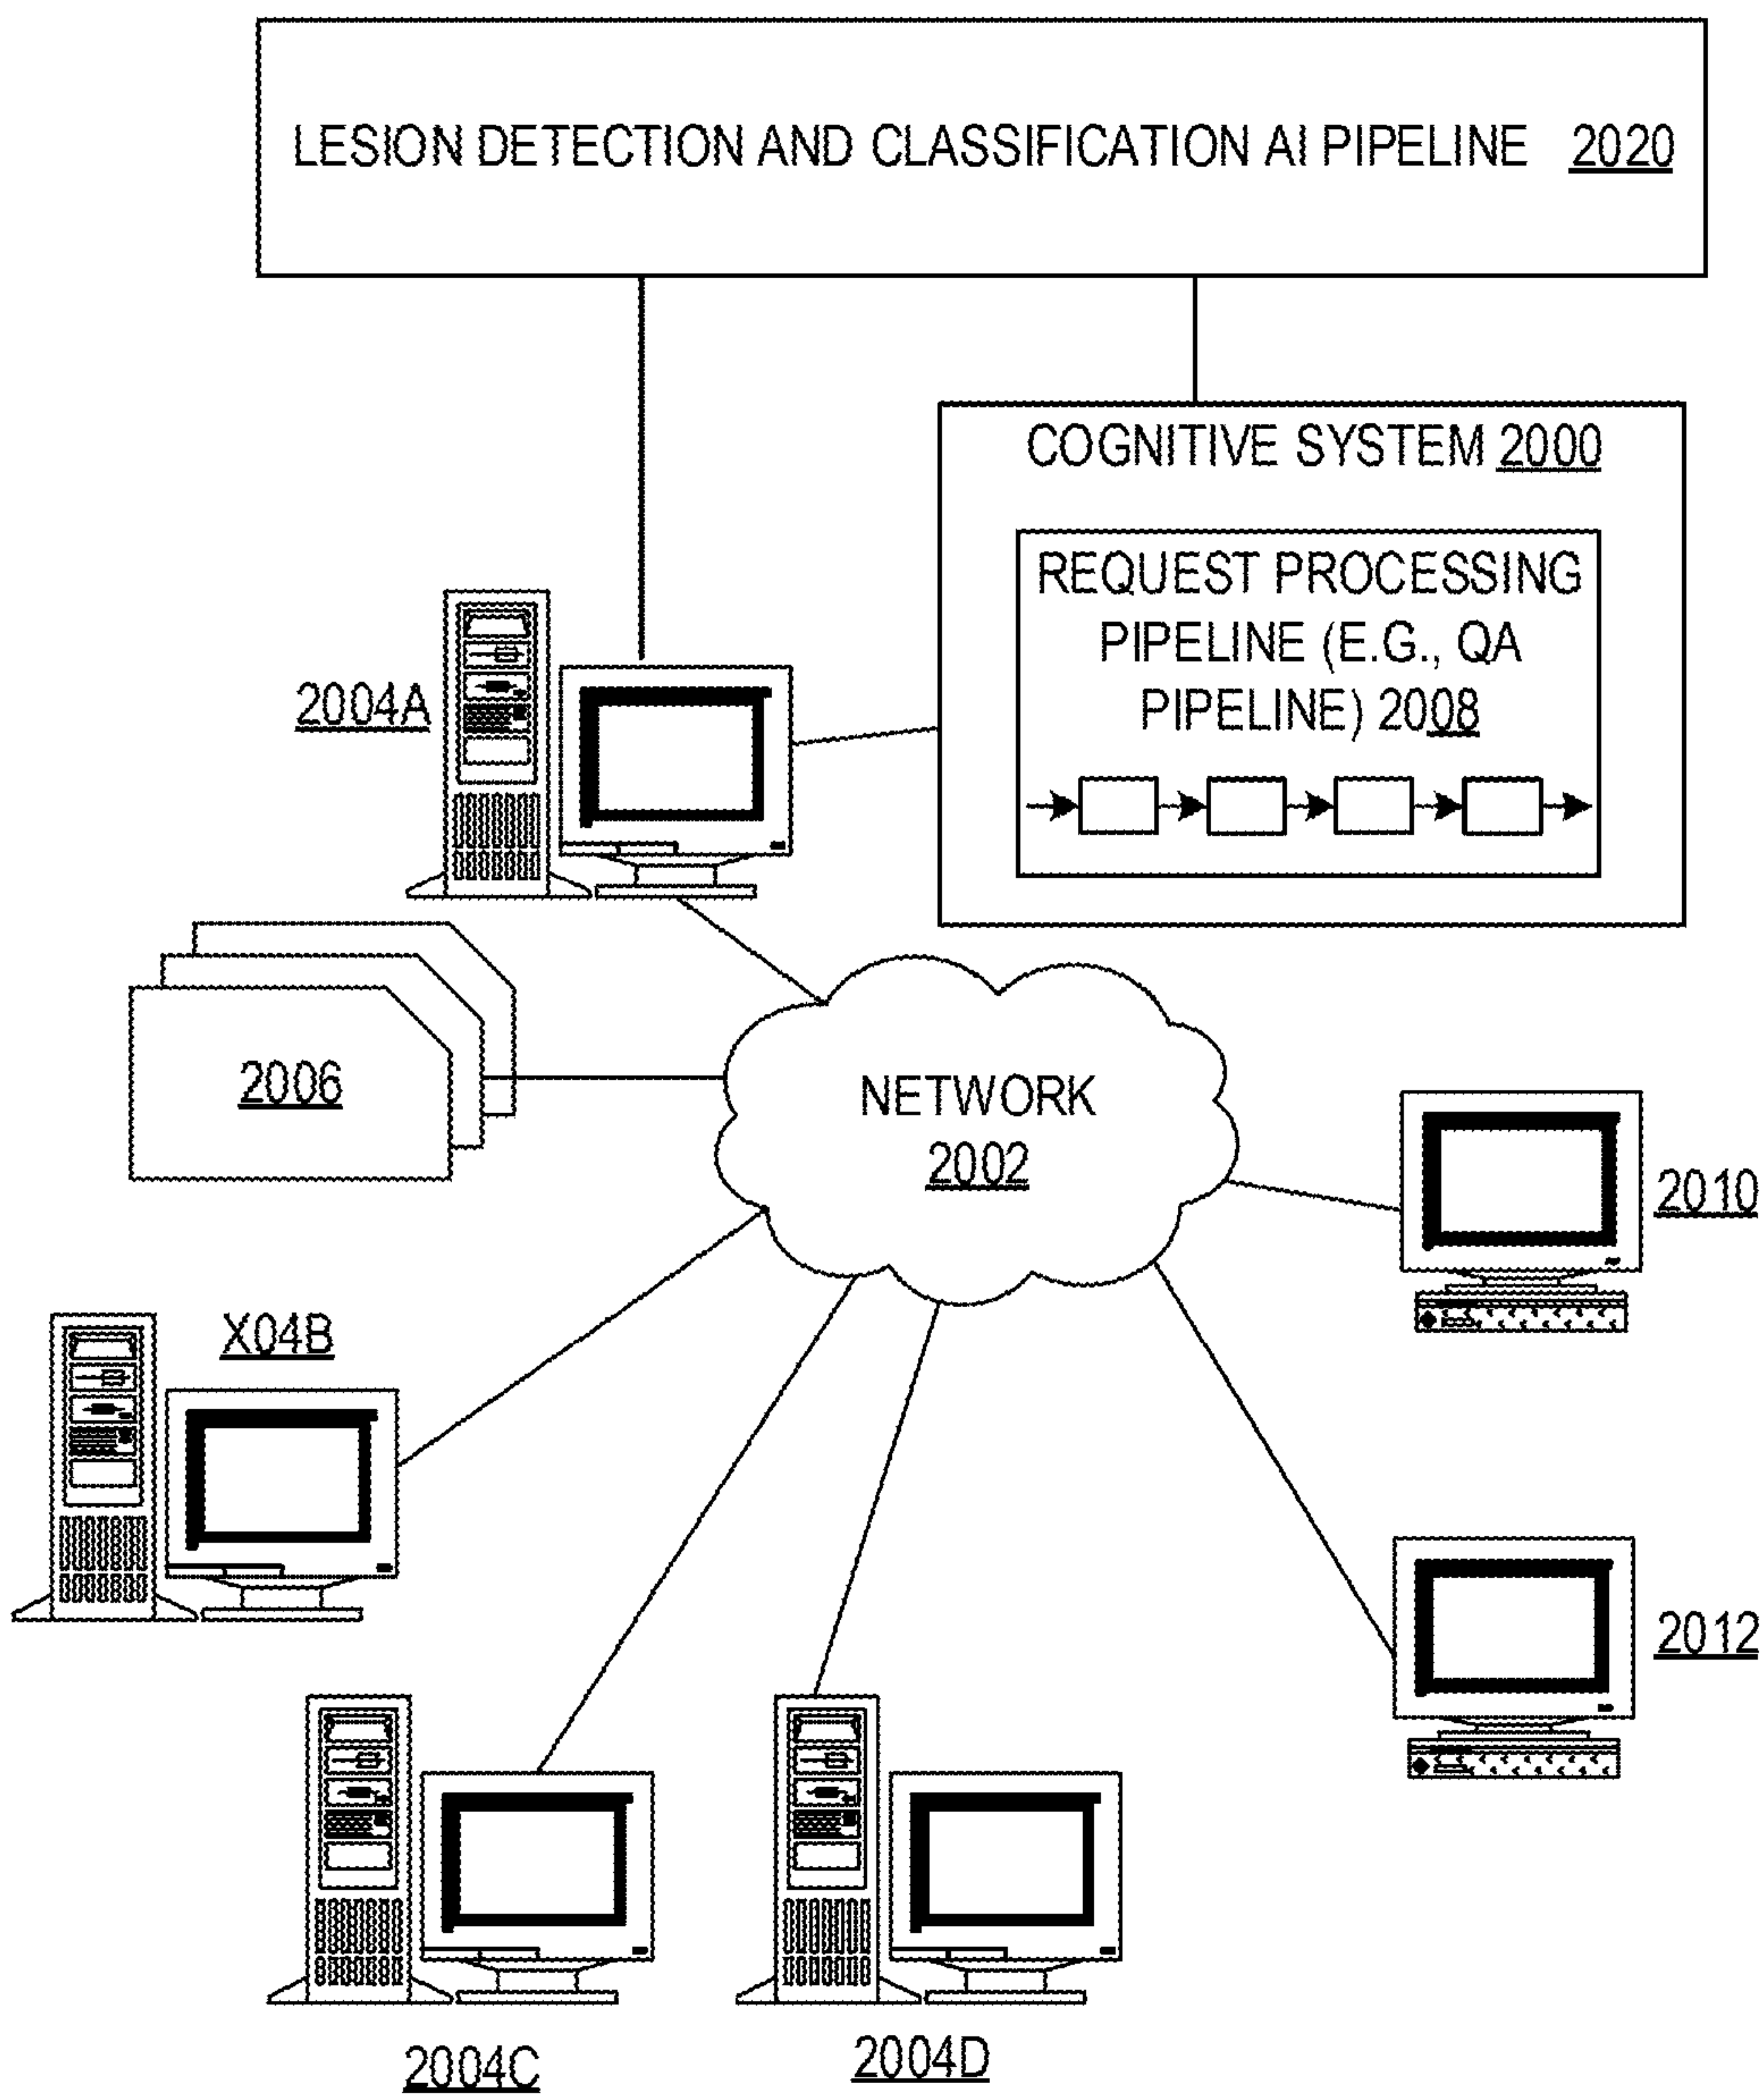 LESION DETECTION AND CLASSIFICATION AI PIPELINE 2020
COGNITIVE SYSTEM 2000
REQUEST PROCESSING
PIPELINE (E.G., QA
PIPELINE) 2008
2004A
2006
NETWORK
2002
2010
X04B
2012
2004C
2004D